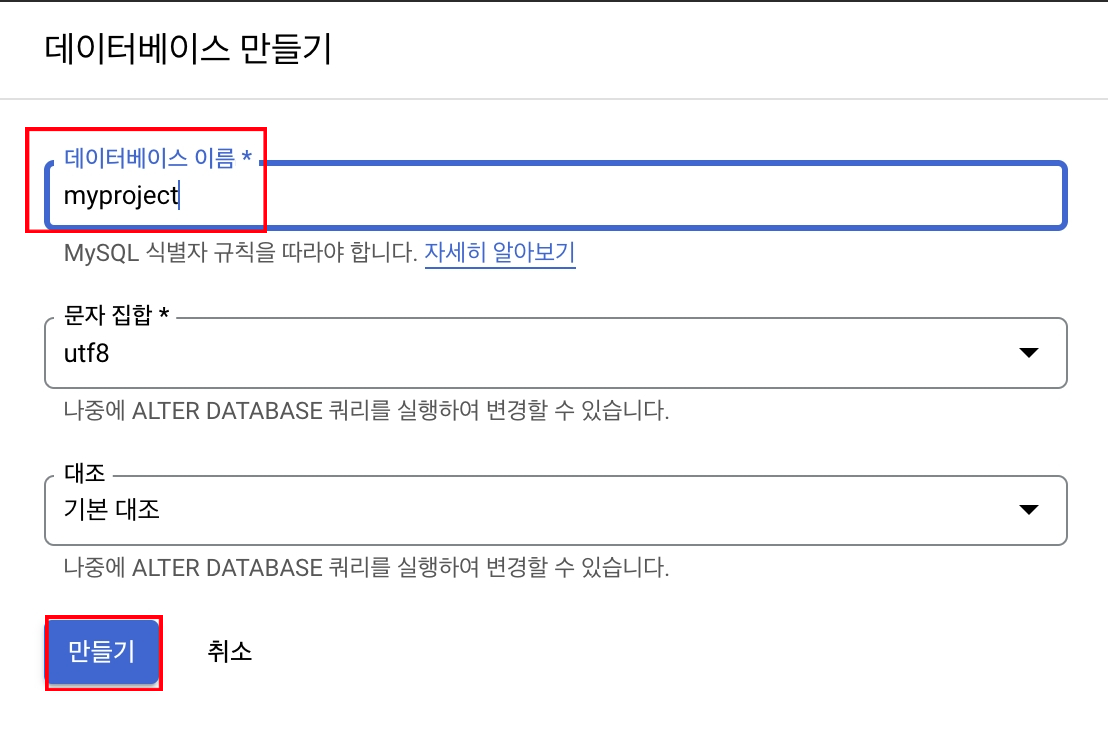 데이터베이스 만들기
데이터베이스 이름 *
myproject
MySQL 식별자 규칙을 따라야 합니다. 자세히 알아보기
문자 집합 *
utf8
나중에 ALTER DATABASE 쿼리를 실행하여 변경할 수 있습니다.
대조
기본 대조
나중에 ALTER DATABASE 쿼리를 실행하여 변경할 수 있습니다.
만들기 취소